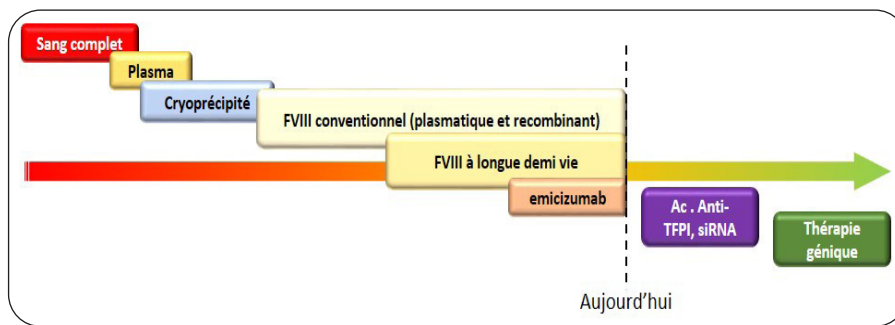 Sang complet
Plasma
Cryoprécipité
FVIII conventionnel (plasmatique et recombinant)
FVIII à longue demi vie
emicizumab
Ac . Anti-
TFPI, siRNA
Thérapie
génique
Aujourd'hui